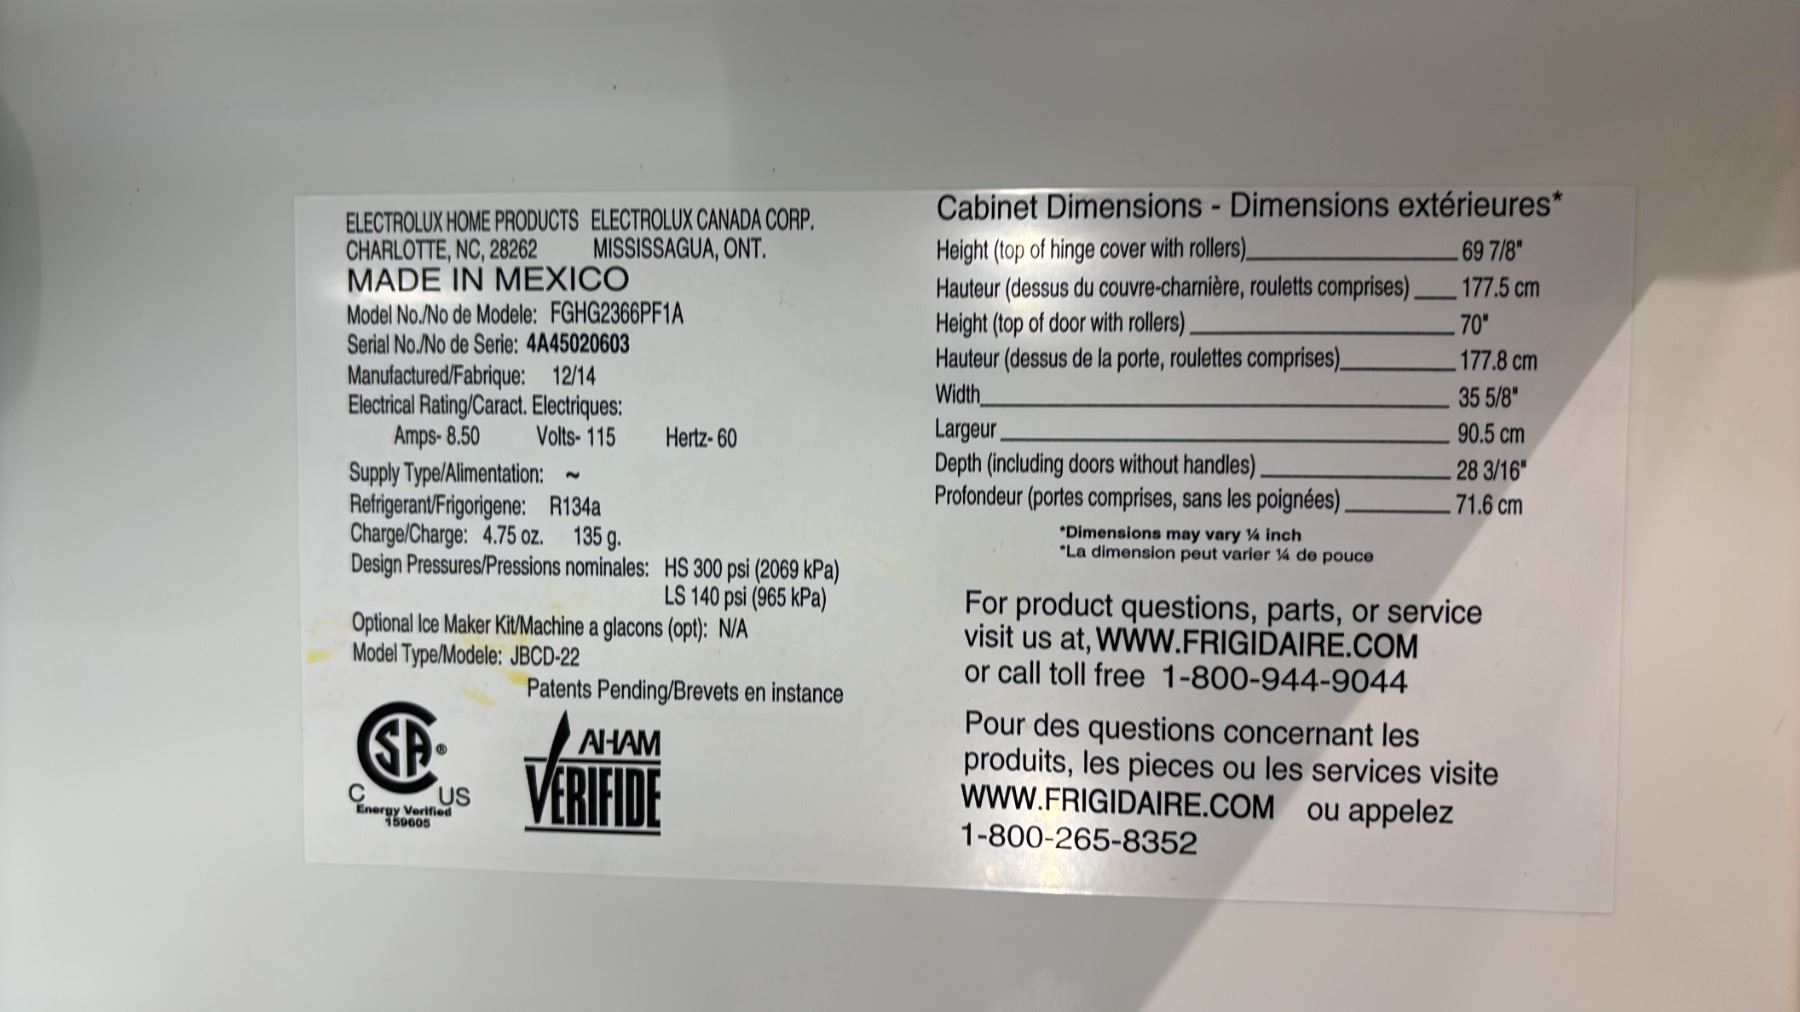 ELECTROLUX HOME PRODUCTS ELECTROLUX CANADA CORP.
CHARLOTTE, NC, 28262 MISSISSAGUA, ONT.
MADE IN MEXICO
Model No./No de Modele: FGHG2366PF1A
Serial No./No de Serie: 4A45020603
Manufactured/Fabrique: 12/14
Electrical Rating/Caract. Electriques:
Amps- 8.50 Volts- 115 Hertz- 60
Supply Type/Alimentation: ~
Refrigerant/Frigorigene: R134a
Charge/Charge: 4.75 oz. 135 g.
Design Pressures/Pressions nominales: HS 300 psi (2069 kPa)
LS 140 psi (965 kPa)
Optional Ice Maker Kit/Machine a glacons (opt): N/A
Model Type/Modele: JBCD-22
Patents Pending/Brevets en instance
CSA ®
C US
Energy Verified
159605
AHAM
VERIFIDE
Cabinet Dimensions - Dimensions extérieures*
Height (top of hinge cover with rollers) 69 7/8"
Hauteur (dessus du couvre-charnière, rouletts comprises) 177.5 cm
Height (top of door with rollers) 70"
Hauteur (dessus de la porte, roulettes comprises) 177.8 cm
Width 35 5/8"
Largeur 90.5 cm
Depth (including doors without handles) 28 3/16"
Profondeur (portes comprises, sans les poignées) 71.6 cm
*Dimensions may vary ¼ inch
*La dimension peut varier ¼ de pouce
For product questions, parts, or service
visit us at, WWW.FRIGIDAIRE.COM
or call toll free 1-800-944-9044
Pour des questions concernant les
produits, les pieces ou les services visite
WWW.FRIGIDAIRE.COM ou appelez
1-800-265-8352